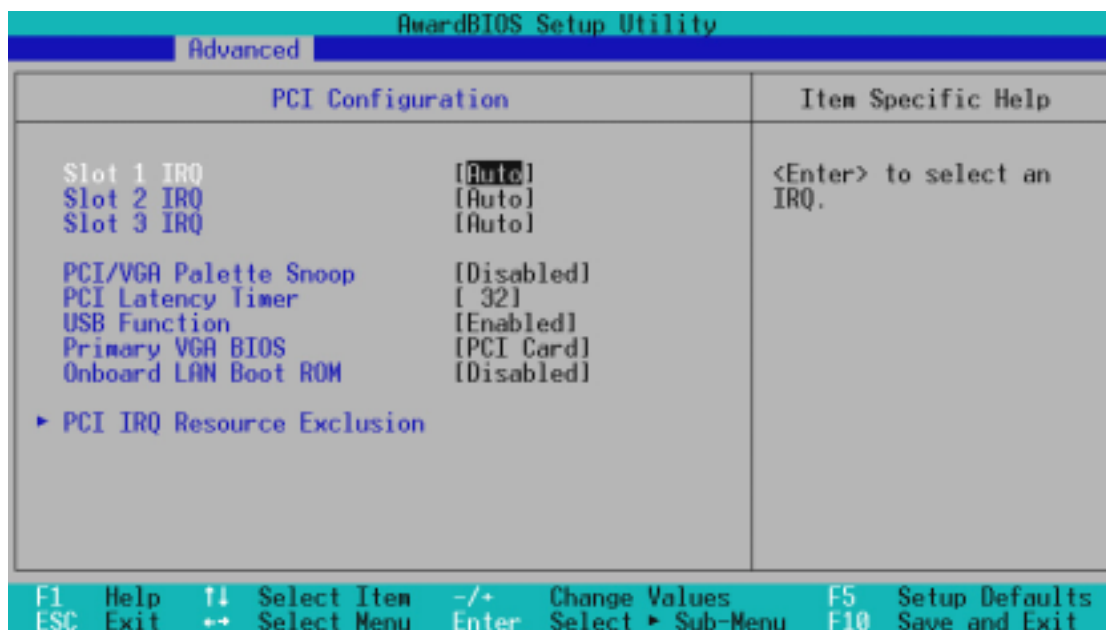 AwardBIOS Setup Utility
Advanced
PCI Configuration
Item Specific Help
Slot 1 IRQ [Auto]
Slot 2 IRQ [Auto]
Slot 3 IRQ [Auto]
PCI/VGA Palette Snoop [Disabled]
PCI Latency Timer [ 32]
USB Function [Enabled]
Primary VGA BIOS [PCI Card]
Onboard LAN Boot ROM [Disabled]
► PCI IRQ Resource Exclusion
<Enter> to select an
IRQ.
F1 Help ↑↓ Select Item -/+ Change Values F5 Setup Defaults
ESC Exit ←→ Select Menu Enter Select ► Sub-Menu F10 Save and Exit